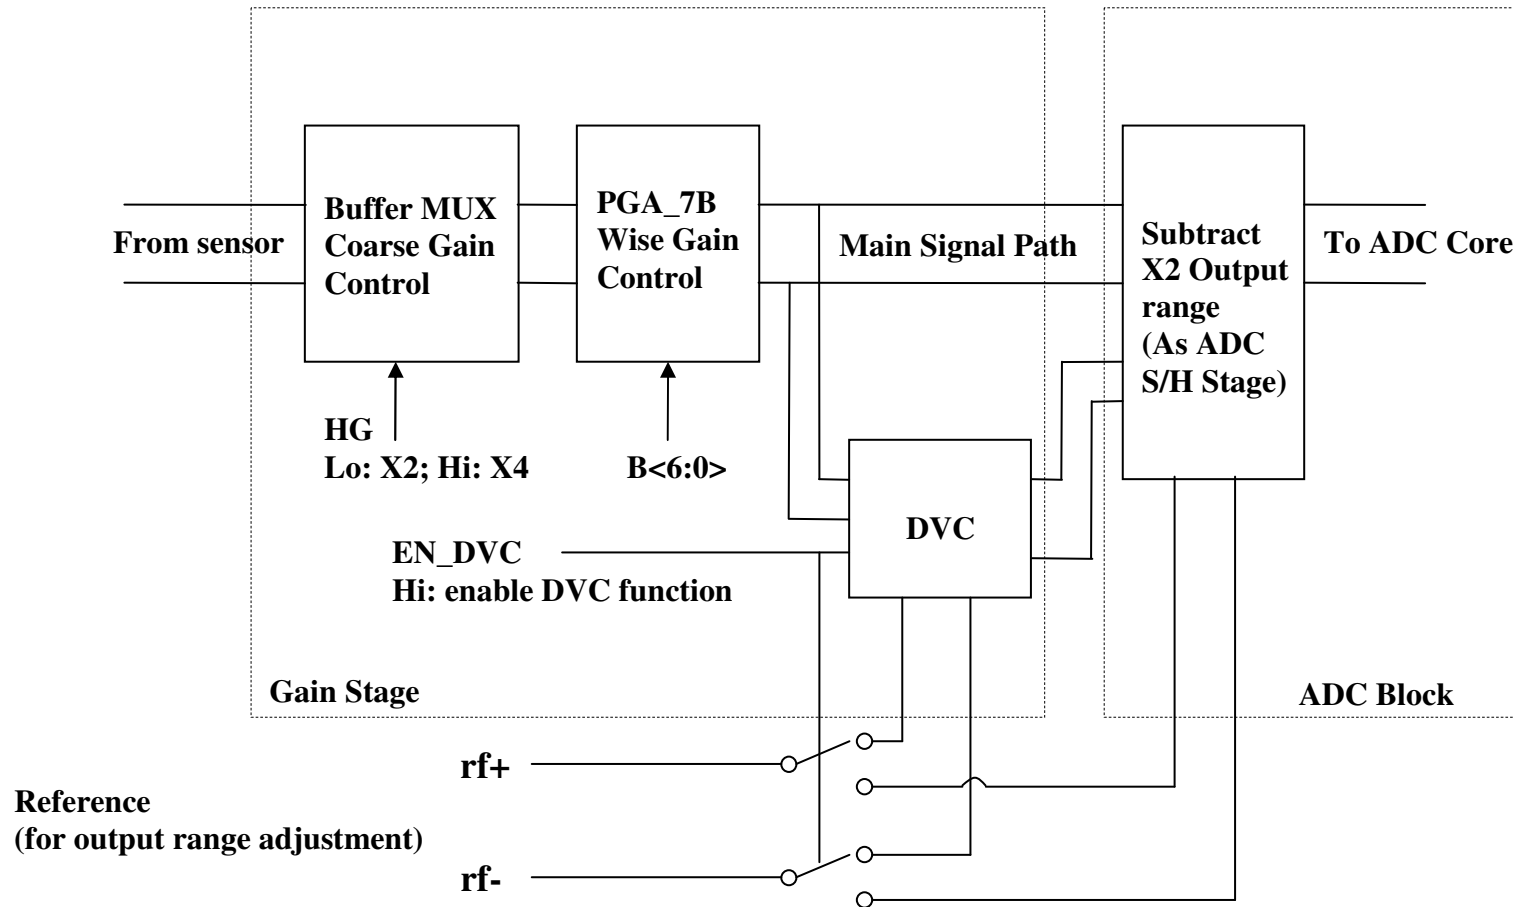 Buffer MUX
Coarse Gain
Control
PGA_7B
Wise Gain
Control
From sensor
Main Signal Path
Subtract
X2 Output
range
(As ADC
S/H Stage)
To ADC Core
HG
Lo: X2; Hi: X4
B<6:0>
DVC
EN_DVC
Hi: enable DVC function
Gain Stage
ADC Block
rf+
Reference
(for output range adjustment)
rf-